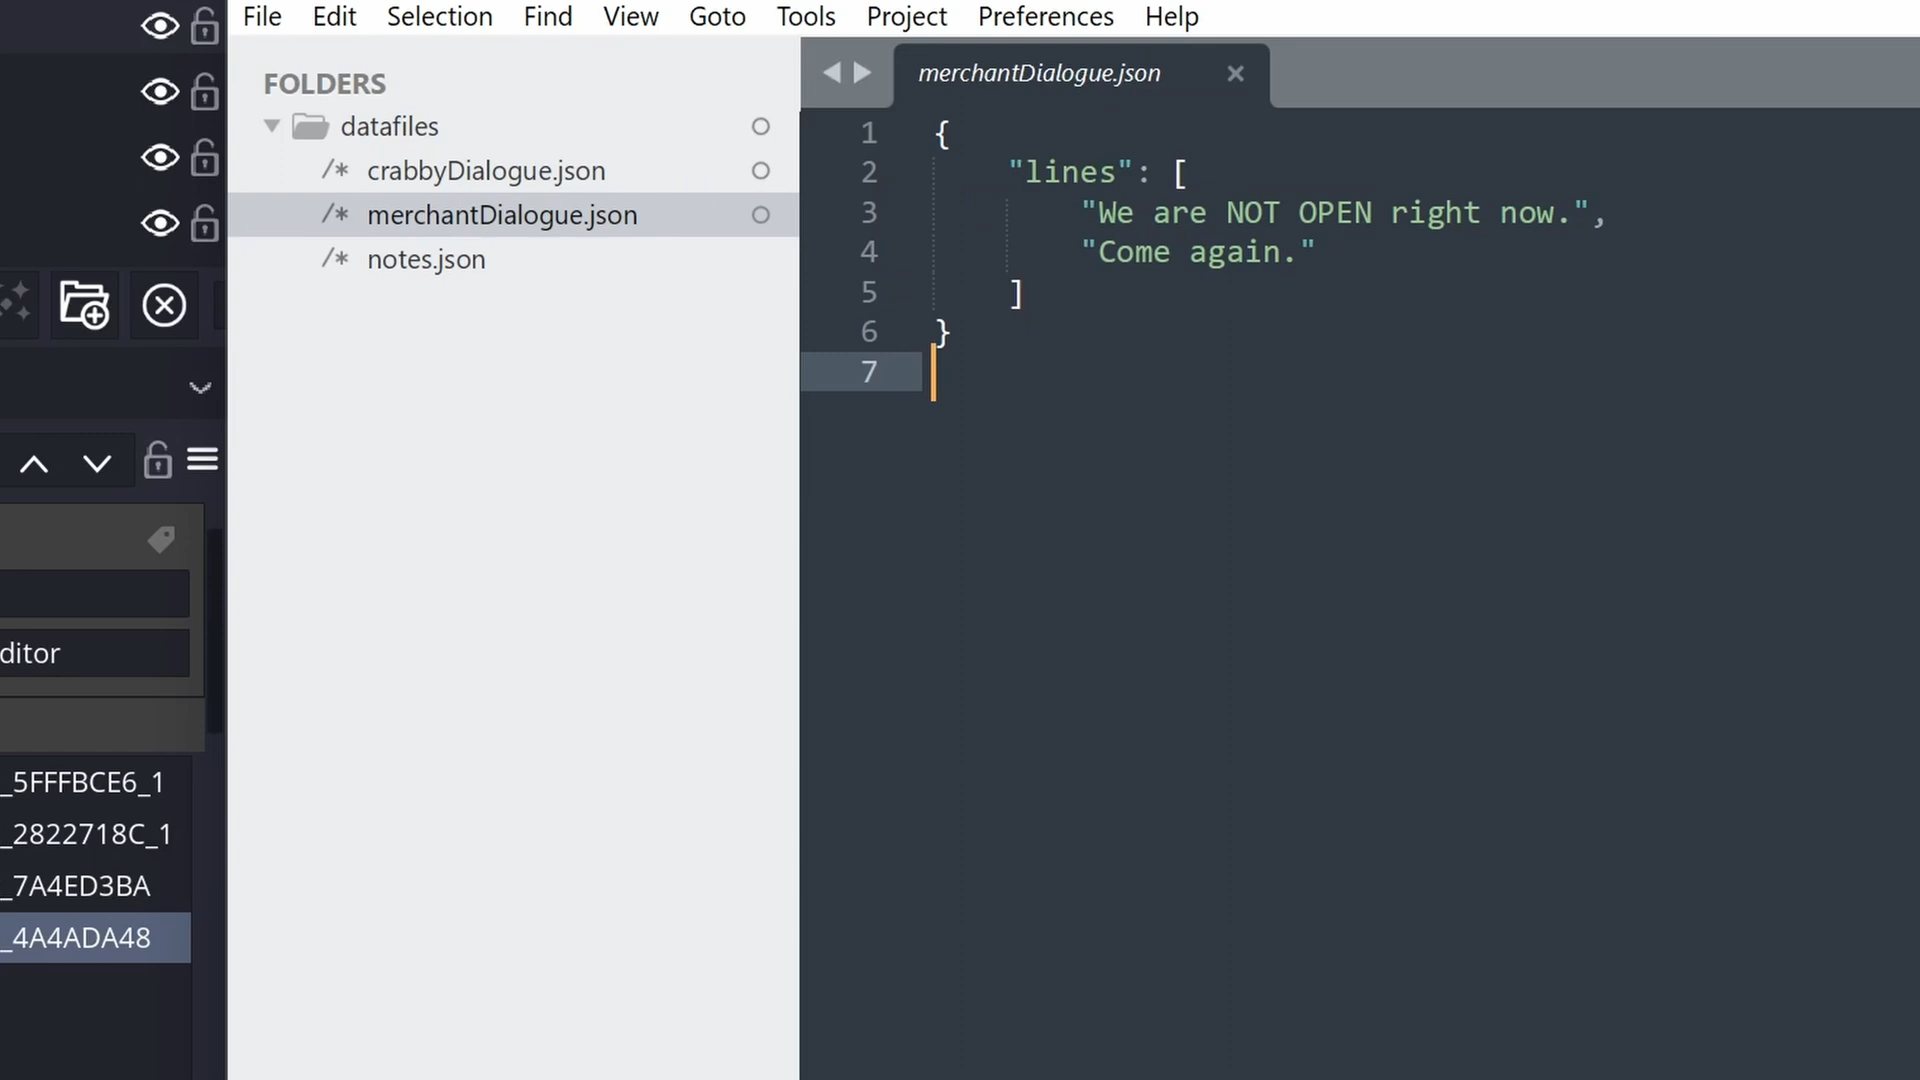 File Edit Selection Find View Goto Tools Project Preferences Help
FOLDERS
datafiles
/* crabbyDialogue.json
/* merchantDialogue.json
/* notes.json
merchantDialogue.json
1 {
2 "lines": [
3 "We are NOT OPEN right now.",
4 "Come again."
5 ]
6 }
7
ditor
_5FFFBCE6_1
_2822718C_1
_7A4ED3BA
_4A4ADA48